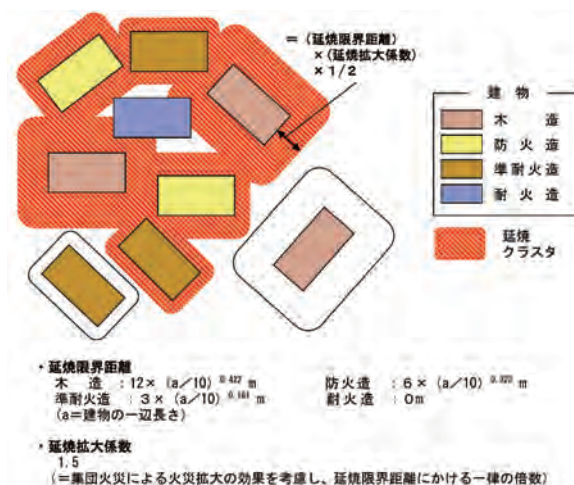 ＝（延焼限界距離）
×（延焼拡大係数）
×１／２
建　物
木　造
防　火　造
準耐火造
耐　火　造
延焼
クラスタ
・延焼限界距離
木　造　：12×（a／10）0.422 m　防火造　：６×（a／10）0.322 m
準耐火造　：３×（a／10） m　耐火造　：０m
（a＝建物の一辺長さ）
・延焼拡大係数
1.5
（＝集団火災による火災拡大の効果を考慮し、延焼限界距離にかける一律の倍数）